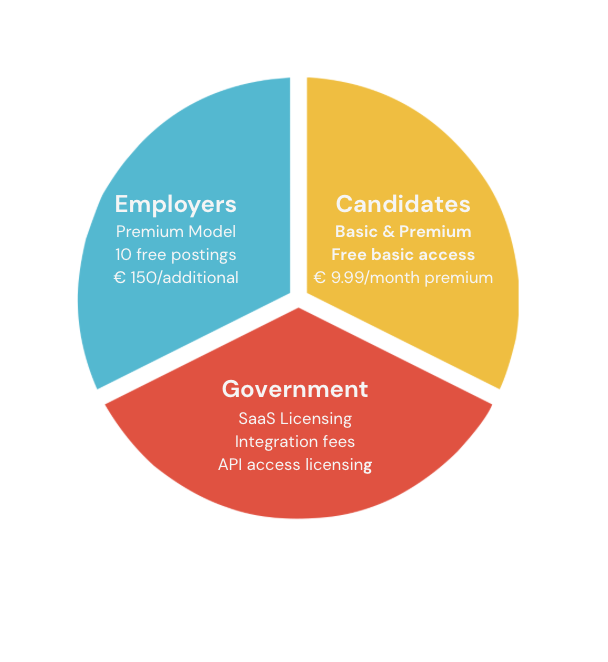 Employers
Premium Model
10 free postings
€ 150/additional
Candidates
Basic & Premium
Free basic access
€ 9.99/month premium
Government
SaaS Licensing
Integration fees
API access licensing